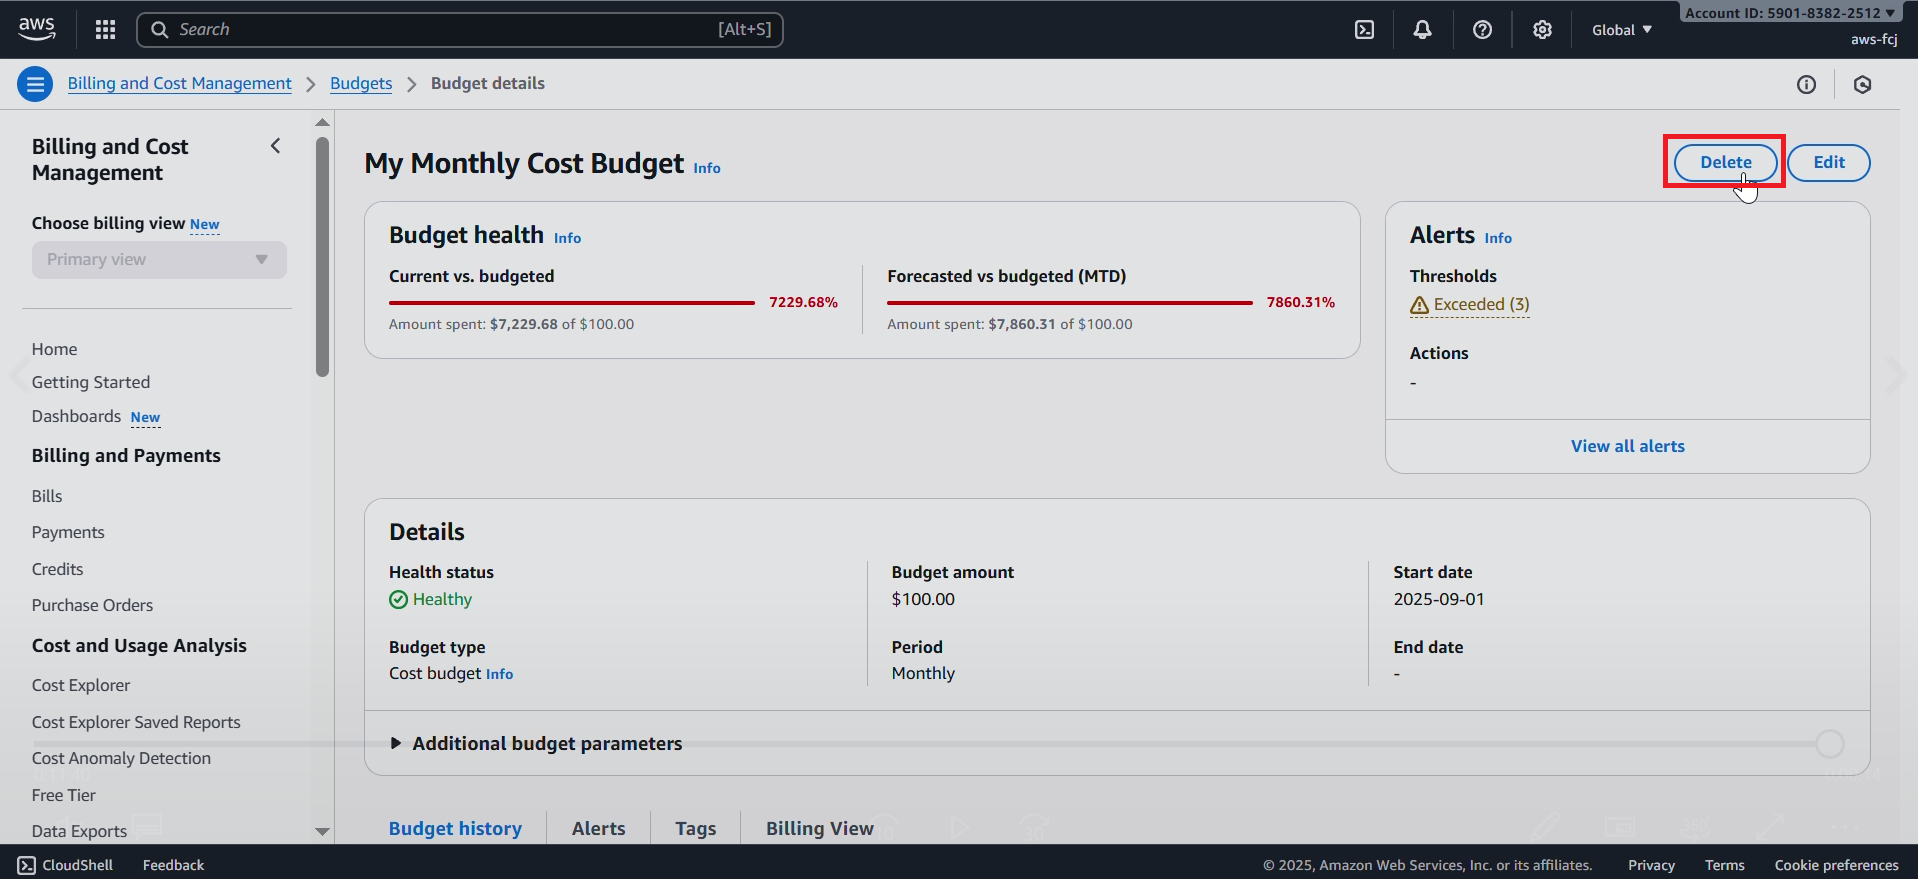 aws
Search [Alt+S]
Global
Account ID: 5901-8382-2512
aws-fcj
Billing and Cost Management
Budgets
Budget details
Billing and Cost
Management
Choose billing view New
Primary view
Home
Getting Started
Dashboards New
Billing and Payments
Bills
Payments
Credits
Purchase Orders
Cost and Usage Analysis
Cost Explorer
Cost Explorer Saved Reports
Cost Anomaly Detection
Free Tier
Data Exports
My Monthly Cost Budget Info
Delete
Edit
Budget health Info
Current vs. budgeted
7229.68%
Amount spent: $7,229.68 of $100.00
Forecasted vs budgeted (MTD)
7860.31%
Amount spent: $7,860.31 of $100.00
Alerts Info
Thresholds
Exceeded (3)
Actions
-
View all alerts
Details
Health status
Healthy
Budget type
Cost budget Info
Budget amount
$100.00
Period
Monthly
Start date
2025-09-01
End date
-
Additional budget parameters
Budget history
Alerts
Tags
Billing View
CloudShell
Feedback
© 2025, Amazon Web Services, Inc. or its affiliates.
Privacy
Terms
Cookie preferences